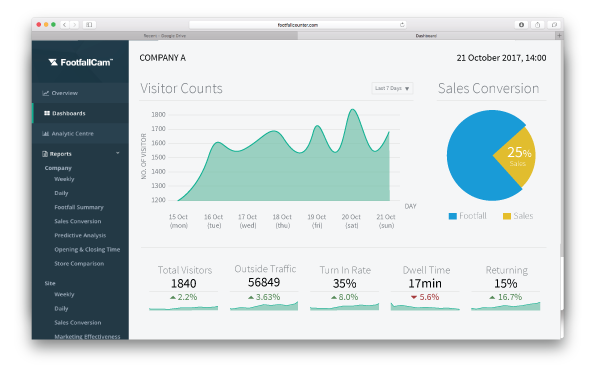 footfallcounter.com
Report - Google Drive
Dashboard
+
FootfallCam™
Overview
Dashboards
Analytic Centre
Reports
Company
Weekly
Daily
Footfall Summary
Sales Conversion
Predictive Analysis
Opening & Closing Time
Store Comparison
Site
Weekly
Daily
Sales Conversion
Marketing Effectiveness
COMPANY A
21 October 2017, 14:00
Visitor Counts
Last 7 Days ▼
NO. OF VISITOR
1800
1700
1600
1500
1400
1300
1200
DAY
15 Oct 16 Oct 17 Oct 18 Oct 19 Oct 20 Oct 21 Oct
(mon) (tue) (wed) (thu) (fri) (sat) (sun)
Sales Conversion
25%
Sales
Footfall Sales
Total Visitors
1840
▲ 2.2%
Outside Traffic
56849
▲ 3.63%
Turn In Rate
35%
▲ 8.0%
Dwell Time
17min
▼ 5.6%
Returning
15%
▲ 16.7%